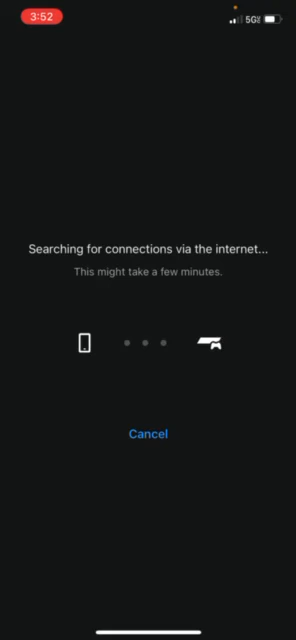 3:52
5G
Searching for connections via the internet...
This might take a few minutes.
Cancel